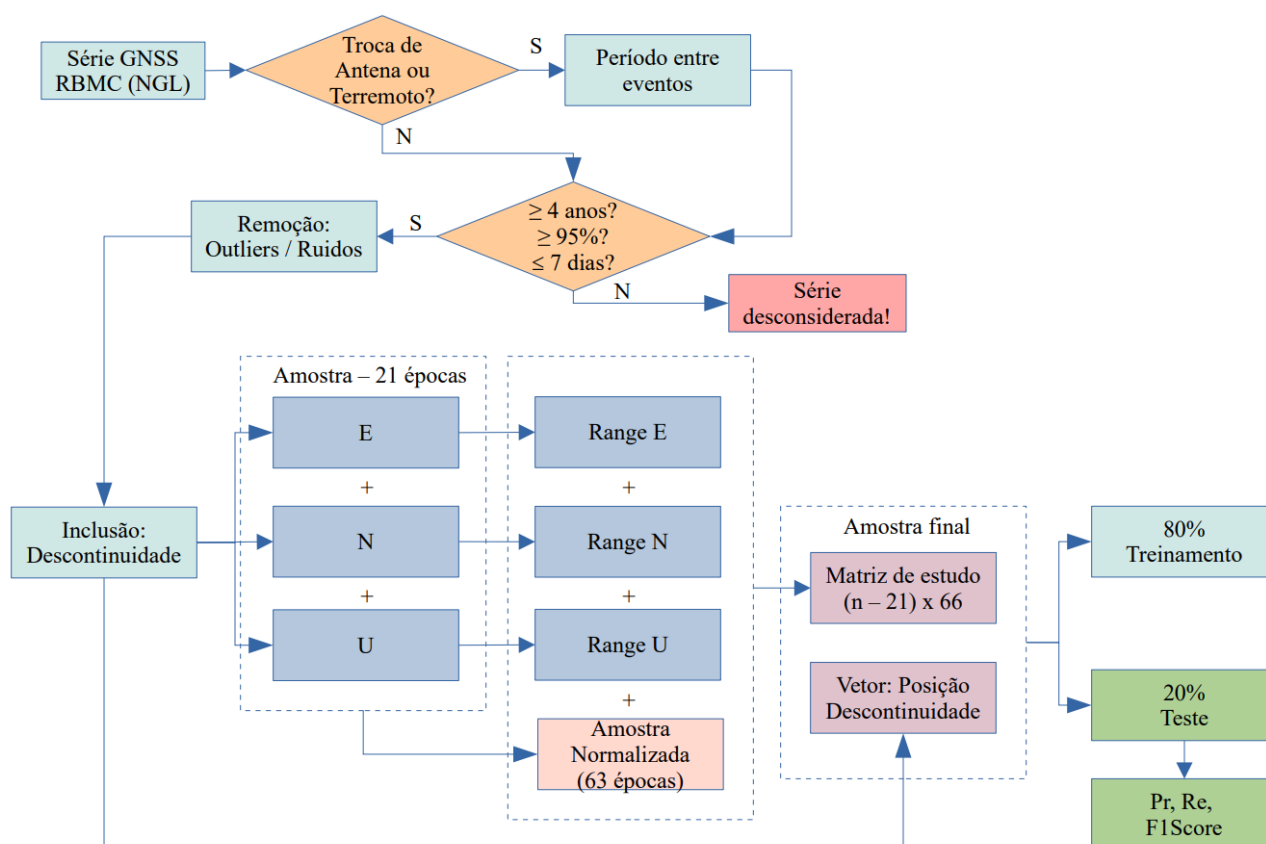 Série GNSS
RBMC (NGL)
Troca de
Antena ou
Terremoto?
S
Período entre
eventos
N
≥ 4 anos?
≥ 95%?
≤ 7 dias?
S
Remoção:
Outliers / Ruidos
N
Série
desconsiderada!
Amostra – 21 épocas
E
+
N
+
U
Range E
+
Range N
+
Range U
+
Amostra
Normalizada
(63 épocas)
Inclusão:
Descontinuidade
Amostra final
Matriz de estudo
(n – 21) x 66
Vetor: Posição
Descontinuidade
80%
Treinamento
20%
Teste
Pr, Re,
F1Score